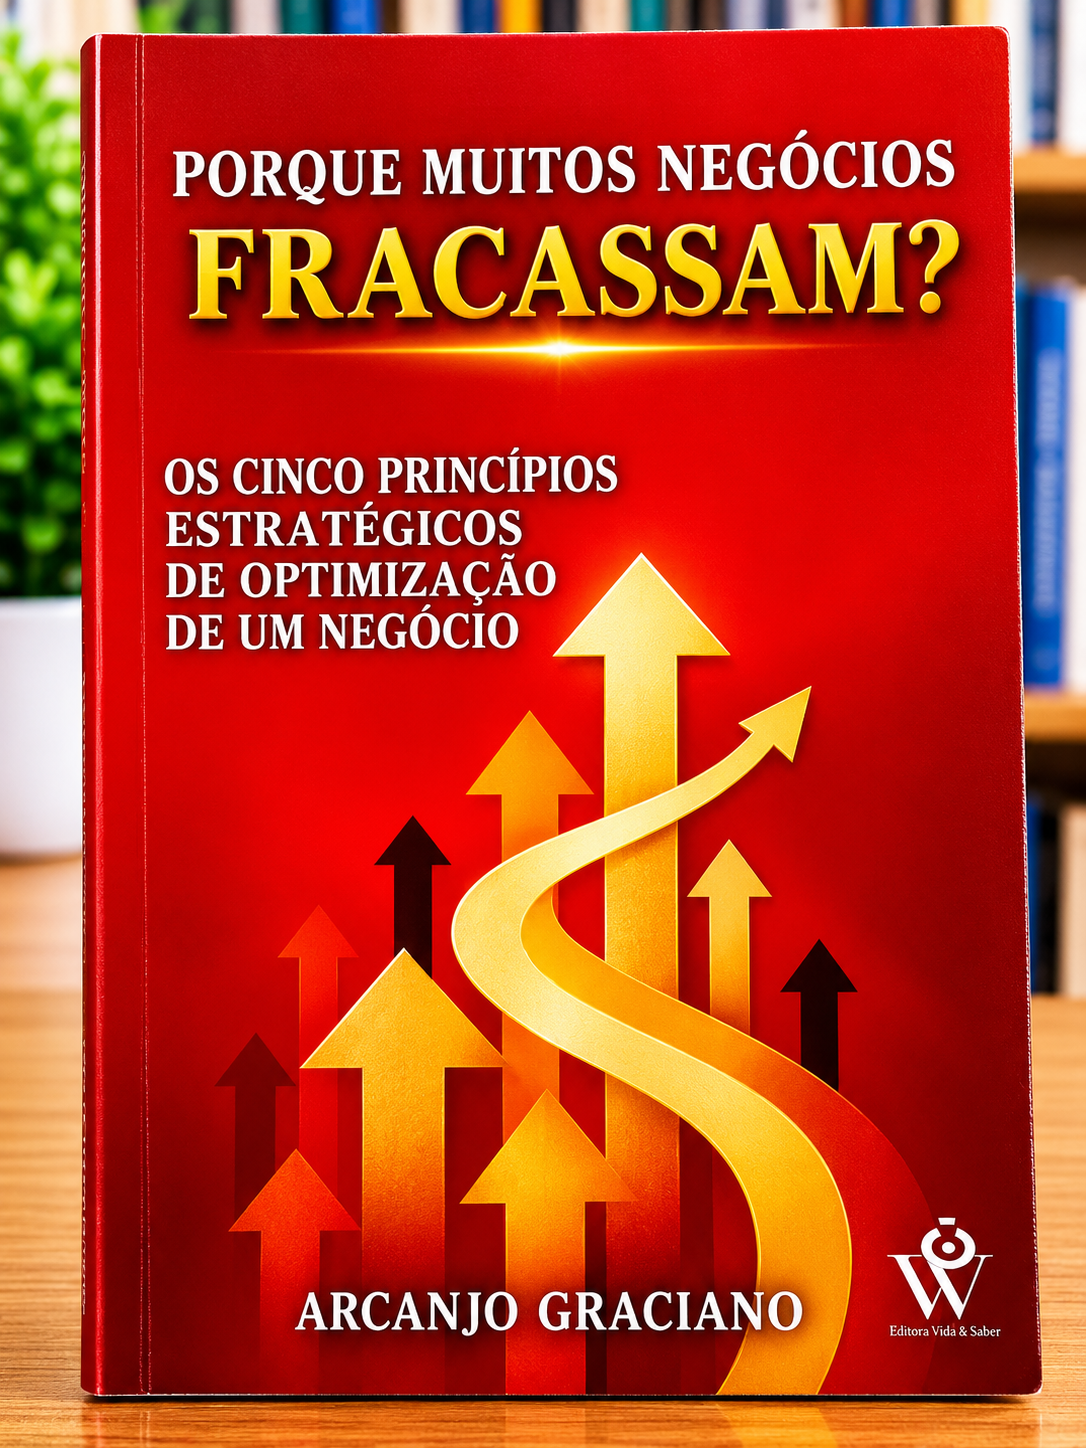 PORQUE MUITOS NEGÓCIOS
FRACASSAM?
OS CINCO PRINCÍPIOS
ESTRATÉGICOS
DE OPTIMIZAÇÃO
DE UM NEGÓCIO
ARCANJO GRACIANO
Editora Vida & Saber